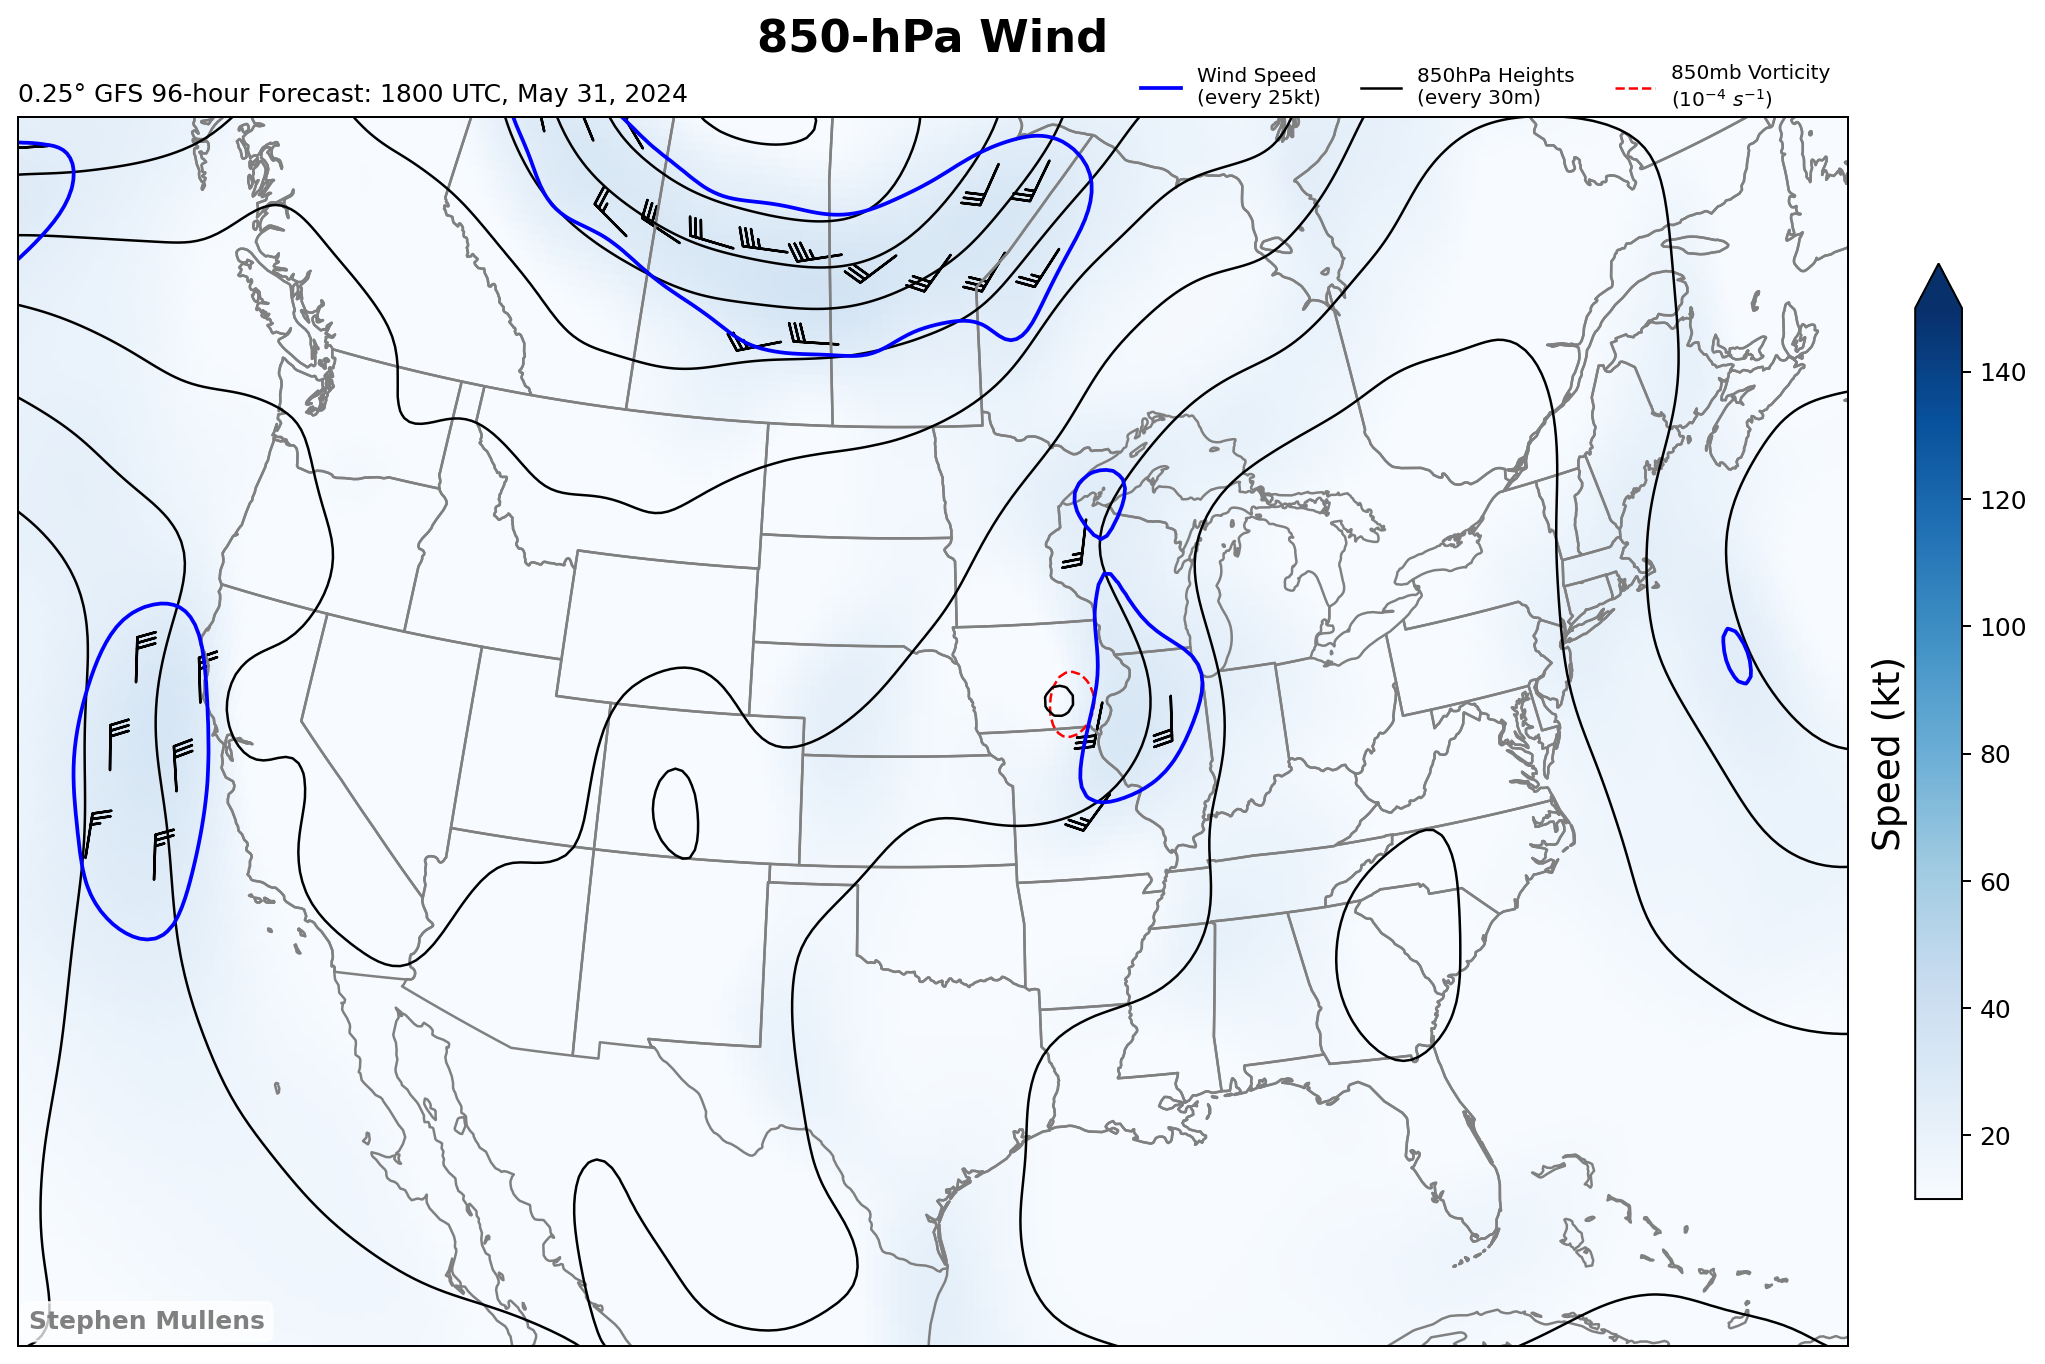 850-hPa Wind
0.25° GFS 96-hour Forecast: 1800 UTC, May 31, 2024
Wind Speed
(every 25kt)
850hPa Heights
(every 30m)
850mb Vorticity
(10⁻⁴ s⁻¹)
140
120
100
80
60
40
20
Speed (kt)
Stephen Mullens